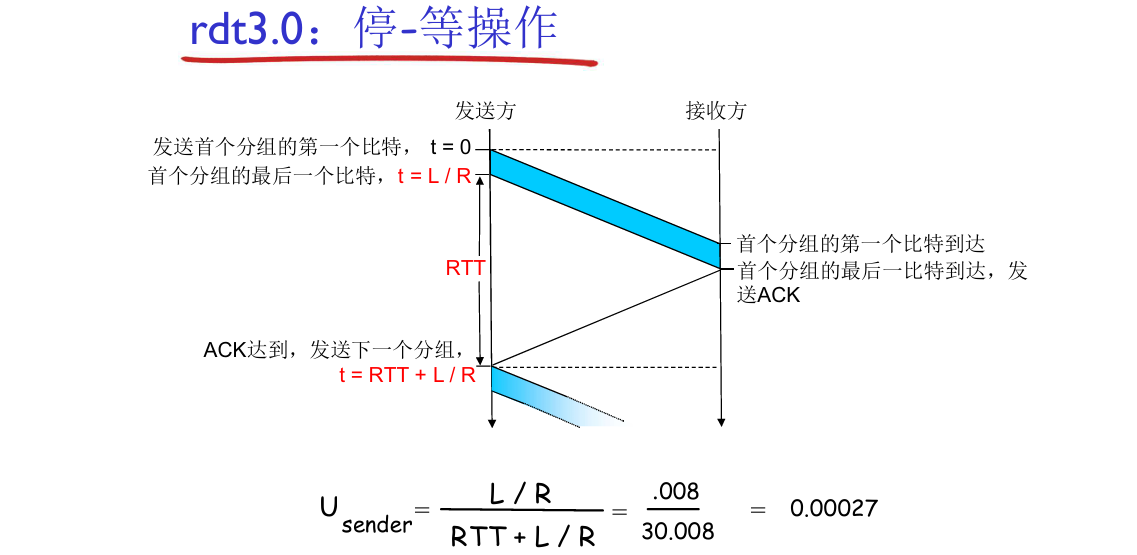 rdt3.0：停-等操作
发送方
接收方
发送首个分组的第一个比特， t = 0
首个分组的最后一个比特，t = L / R
首个分组的第一个比特到达
RTT
首个分组的最后一比特到达，发
送ACK
ACK达到，发送下一个分组，
t = RTT + L / R
U sender = L / R / RTT + L / R = .008 / 30.008 = 0.00027